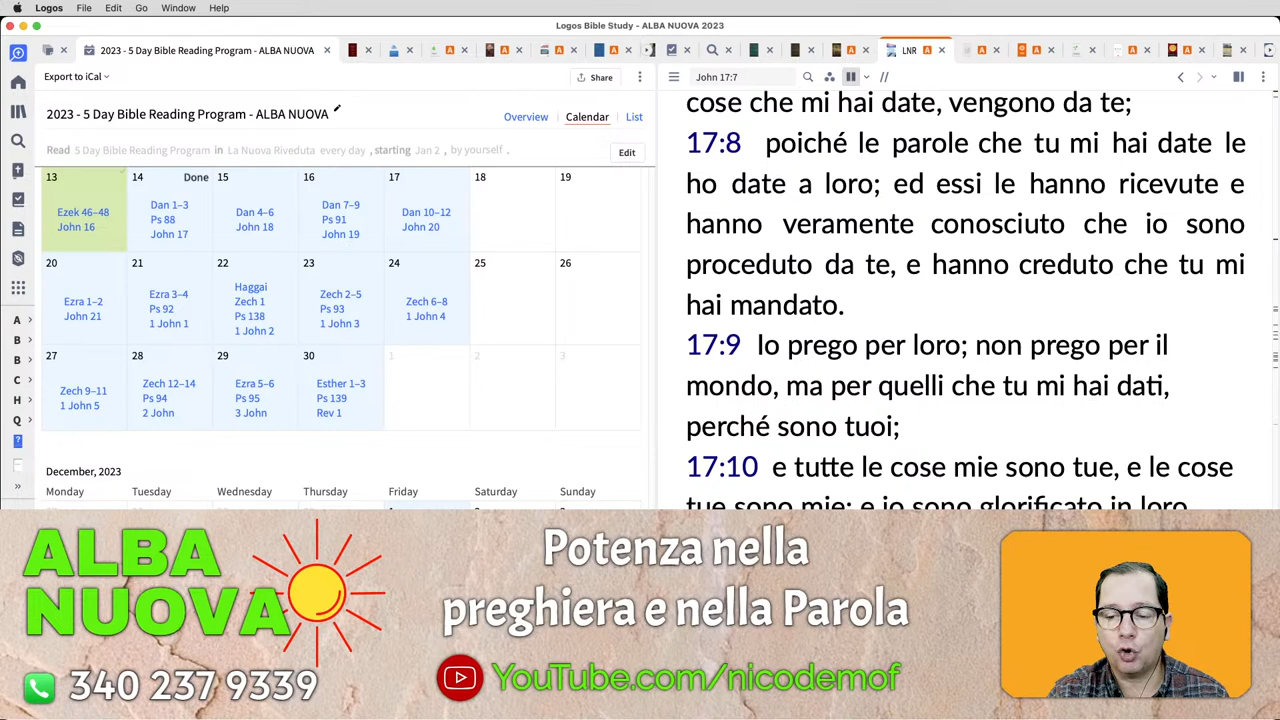 Logos File Edit Go Window Help
Logos Bible Study - ALBA NUOVA 2023
2023 - 5 Day Bible Reading Program - ALBA NUOVA
LNR
Export to iCal
Share
John 17:7
2023 - 5 Day Bible Reading Program - ALBA NUOVA
Overview Calendar List
Read 5 Day Bible Reading Program in La Nuova Riveduta every day , starting Jan 2 , by yourself .
Edit
13 14 Done 15 16 17 18 19
Ezek 46–48
John 16
Dan 1–3
Ps 88
John 17
Dan 4–6
John 18
Dan 7–9
Ps 91
John 19
Dan 10–12
John 20
20 21 22 23 24 25 26
Ezra 1–2
John 21
Ezra 3–4
Ps 92
1 John 1
Haggai
Zech 1
Ps 138
1 John 2
Zech 2–5
Ps 93
1 John 3
Zech 6–8
1 John 4
27 28 29 30 1 2 3
Zech 9–11
1 John 5
Zech 12–14
Ps 94
2 John
Ezra 5–6
Ps 95
3 John
Esther 1–3
Ps 139
Rev 1
December, 2023
Monday Tuesday Wednesday Thursday Friday Saturday Sunday
A
B
B
C
H
Q
cose che mi hai date, vengono da te;
17:8 poiché le parole che tu mi hai date le
ho date a loro; ed essi le hanno ricevute e
hanno veramente conosciuto che io sono
proceduto da te, e hanno creduto che tu mi
hai mandato.
17:9 Io prego per loro; non prego per il
mondo, ma per quelli che tu mi hai dati,
perché sono tuoi;
17:10 e tutte le cose mie sono tue, e le cose
tue sono mie; e io sono glorificato in loro.
ALBA
NUOVA
340 237 9339
Potenza nella
preghiera e nella Parola
YouTube.com/nicodemof